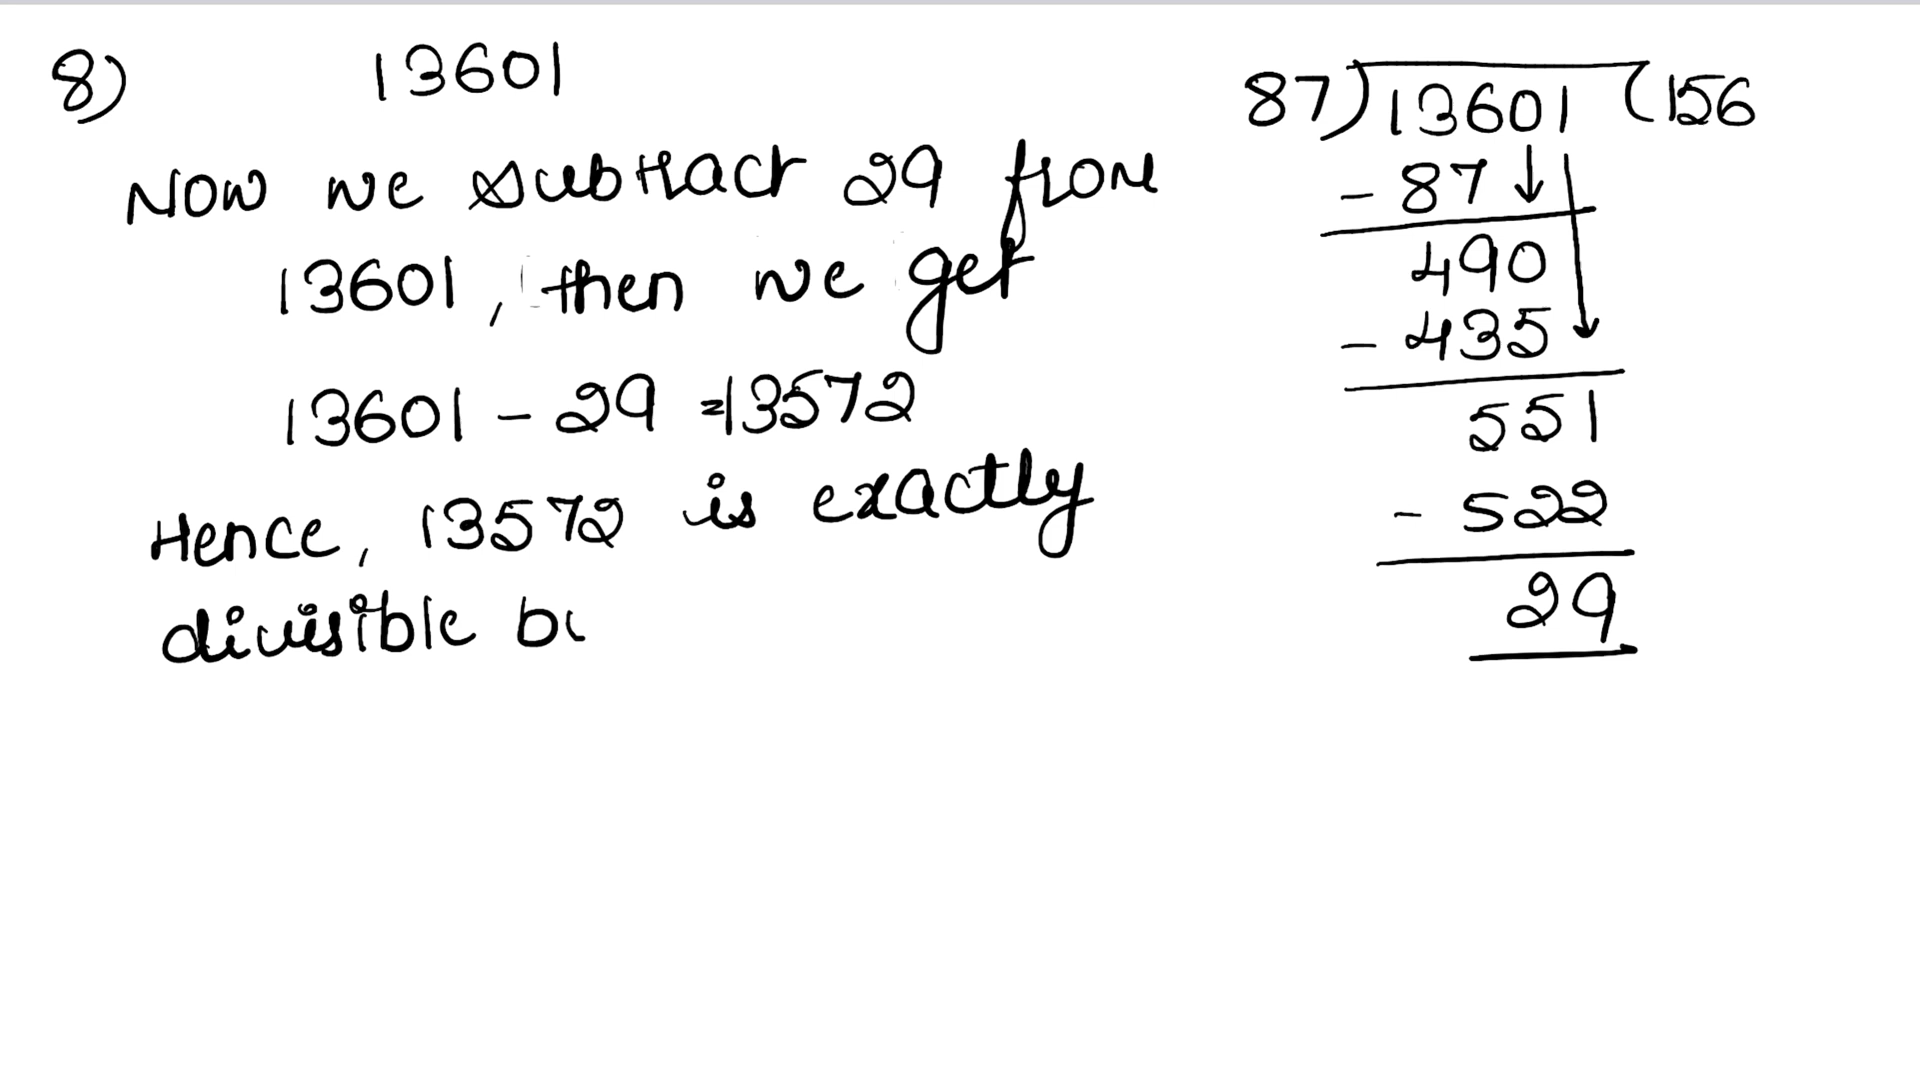 8) 13601
Now we subtract 29 from
13601, then we get
13601 - 29 = 13572
Hence, 13572 is exactly
divisible
87)13601(156
- 87
490
- 435
551
- 522
29